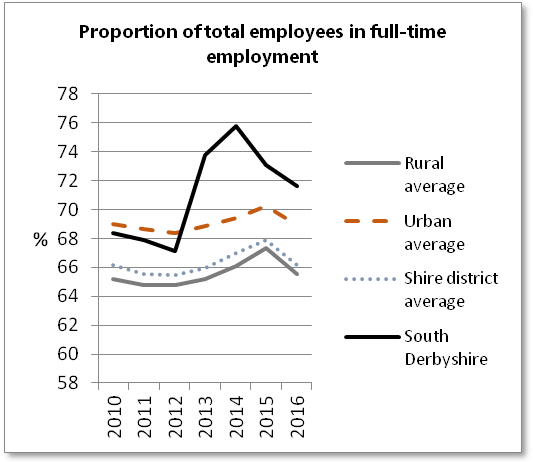 Proportion of total employees in full-time
employment
78
76
74
72
70
68
66
64
62
60
58
%
2010
2011
2012
2013
2014
2015
2016
Rural
average
Urban
average
Shire district
average
South
Derbyshire